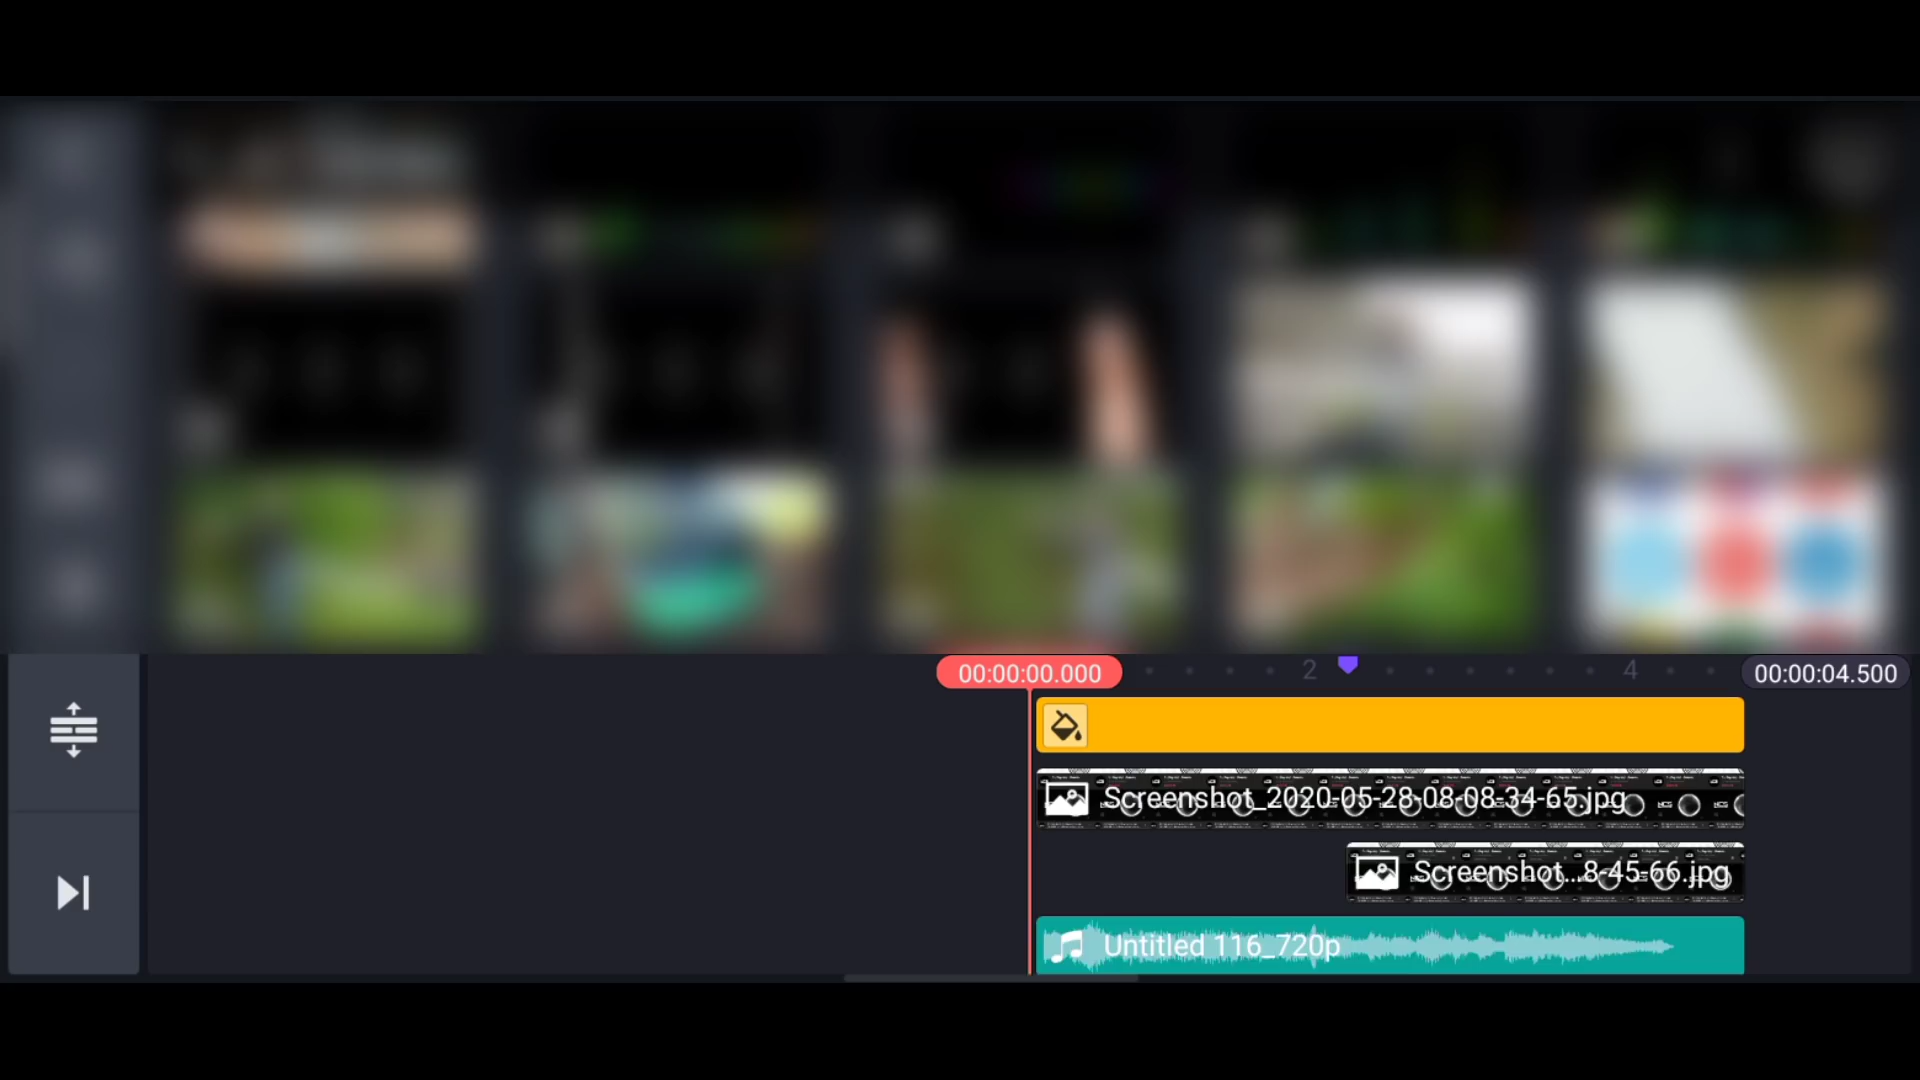 00:00:00.000 2 4 00:00:04.500
Screenshot_2020-05-28-08-08-34-65.jpg
Screenshot...8-45-66.jpg
Untitled 116_720p